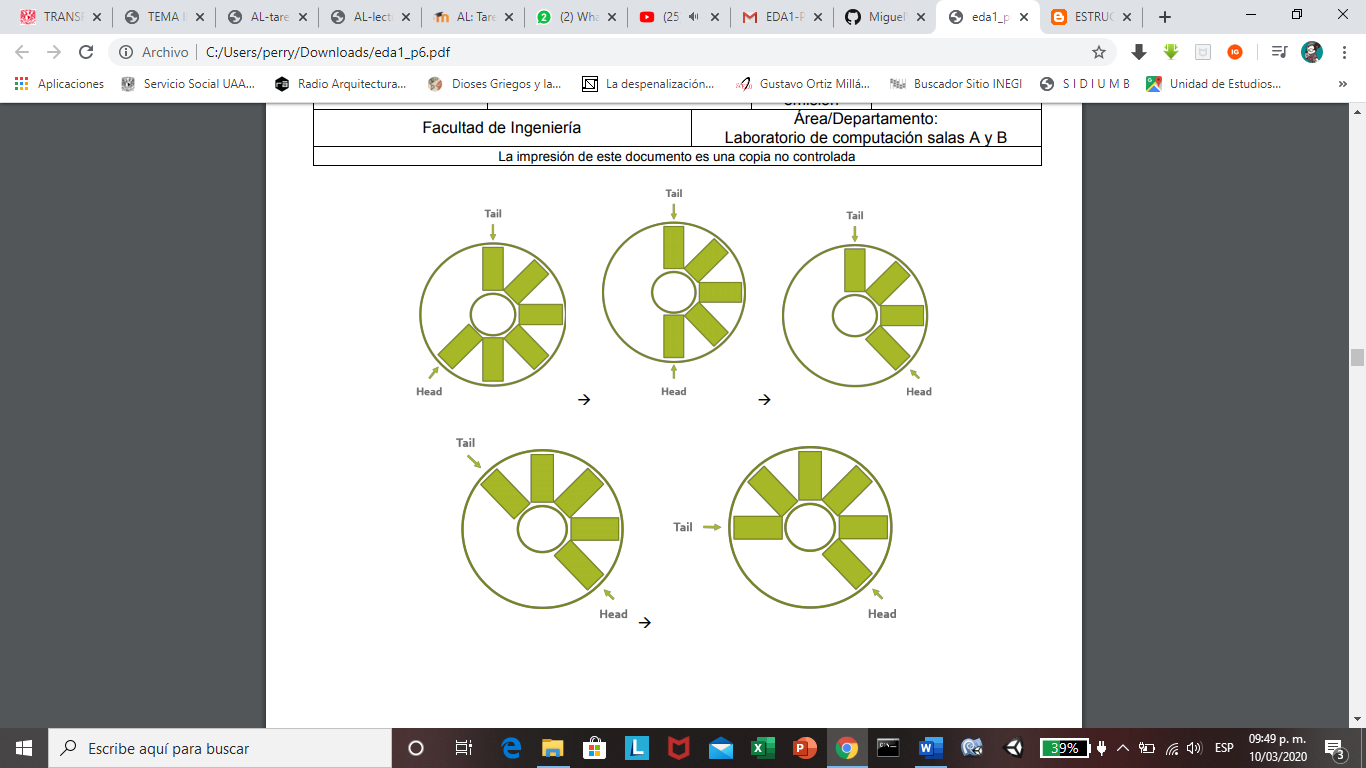 TRANSF
TEMA I
AL-tare
AL-lect
AL: Tare
(2) Wha
(25
EDA1-P
Miguel
eda1_p
ESTRUC
Archivo | C:/Users/perry/Downloads/eda1_p6.pdf
Aplicaciones
Servicio Social UAA...
Radio Arquitectura...
Dioses Griegos y la...
La despenalización...
Gustavo Ortiz Millá...
Buscador Sitio INEGI
S I D I U M B
Unidad de Estudios...
»
Facultad de Ingeniería
Área/Departamento:
Laboratorio de computación salas A y B
La impresión de este documento es una copia no controlada
Tail
Tail
Tail
Head
→
Head
→
Head
Tail
Tail
Head
→
Head
Escribe aquí para buscar
39%
ESP
09:49 p. m.
10/03/2020
3